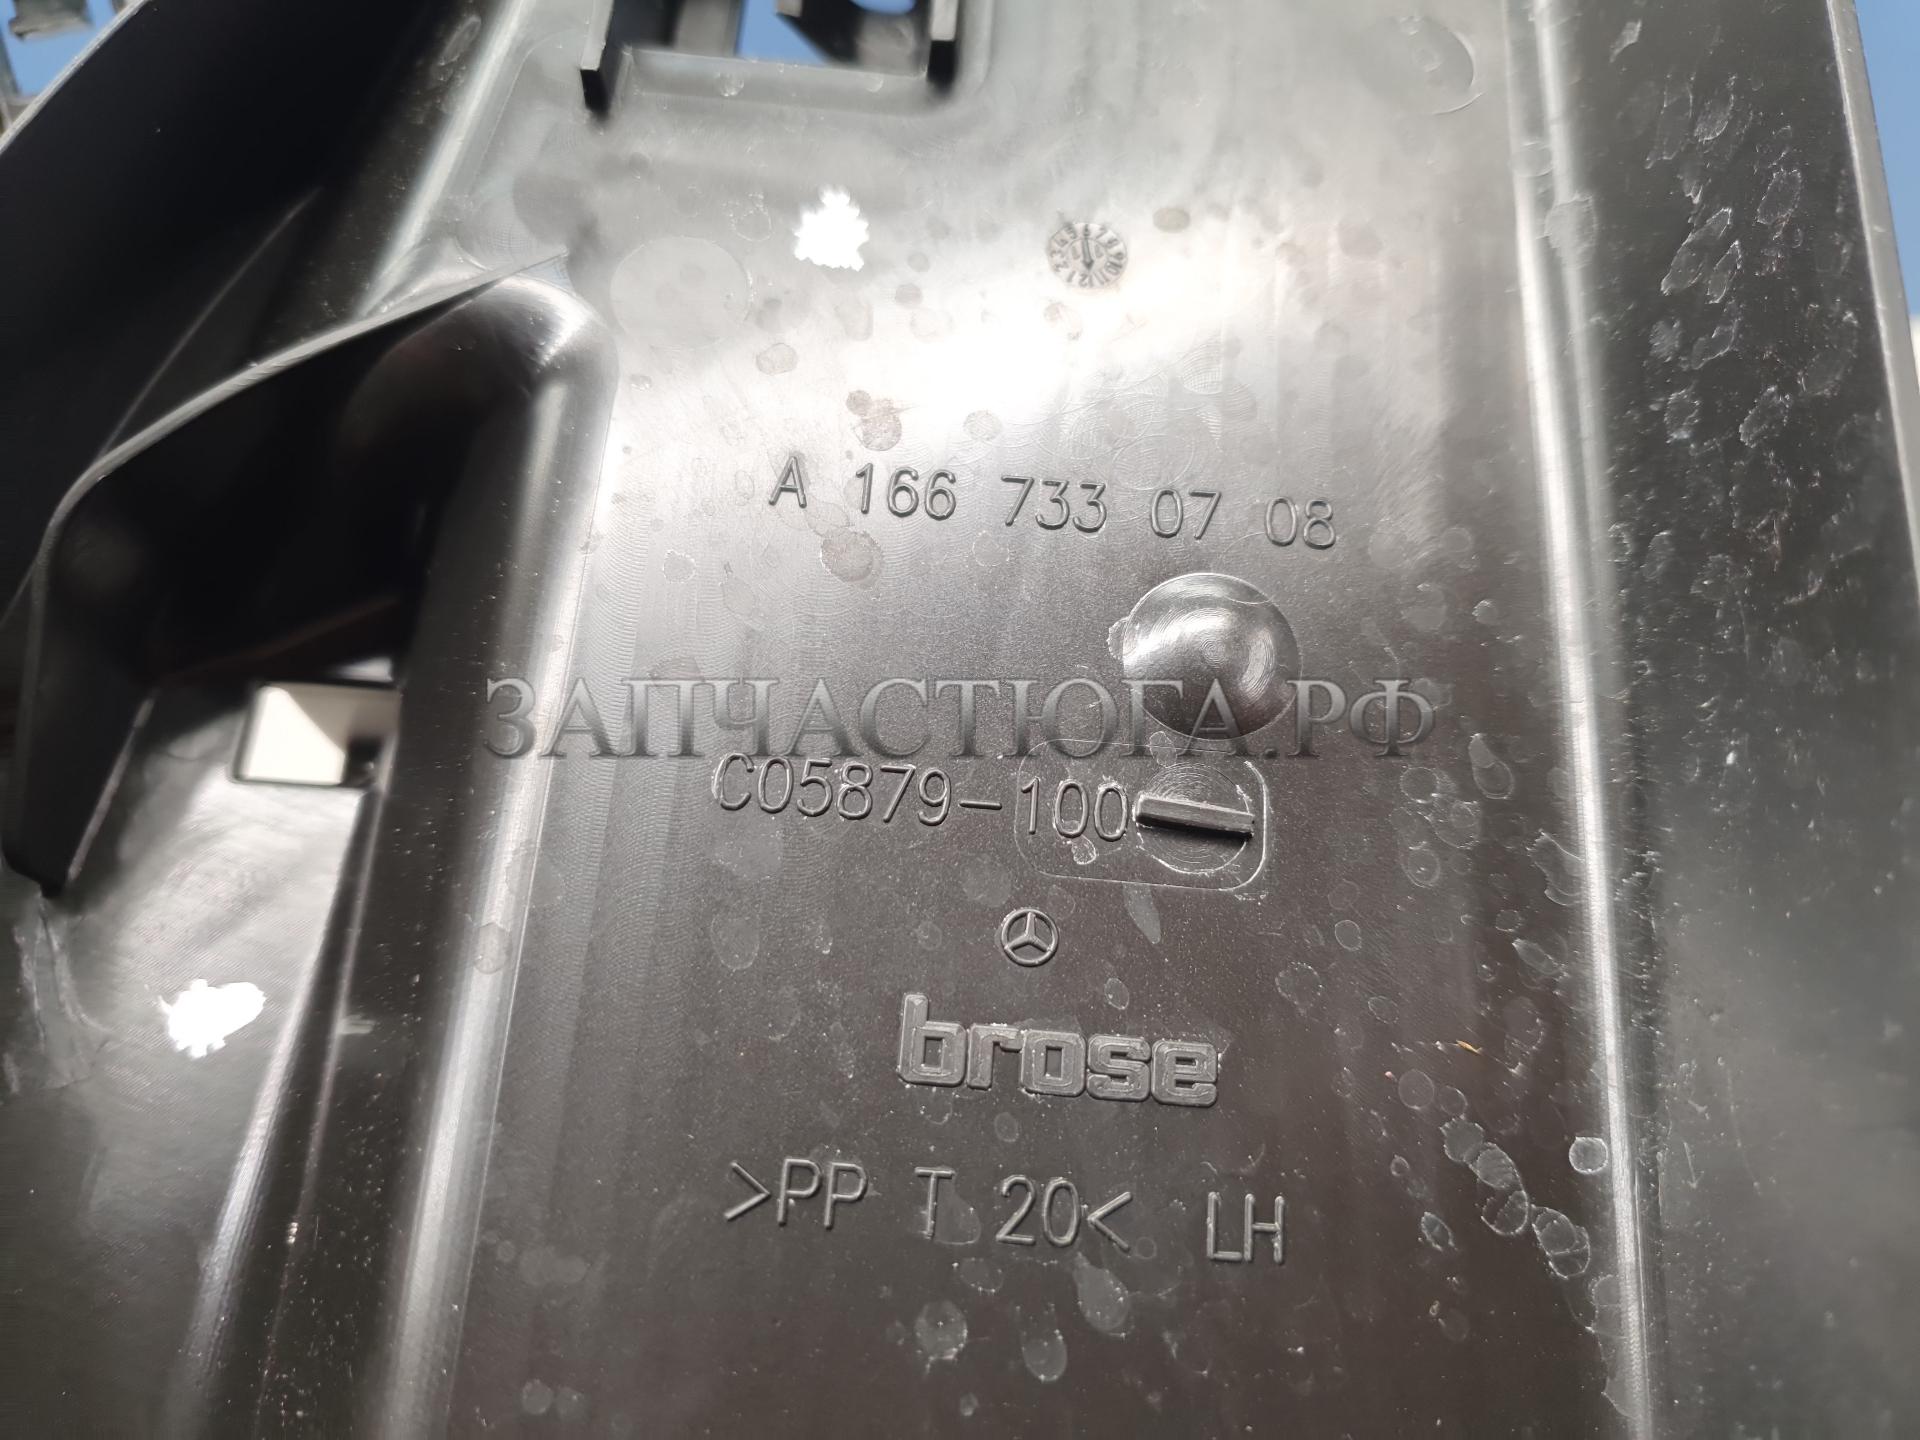 A 166 733 07 08
ЗАПЧАСТЮГА.РФ
C05879-100
brose
>PP T 20< LH